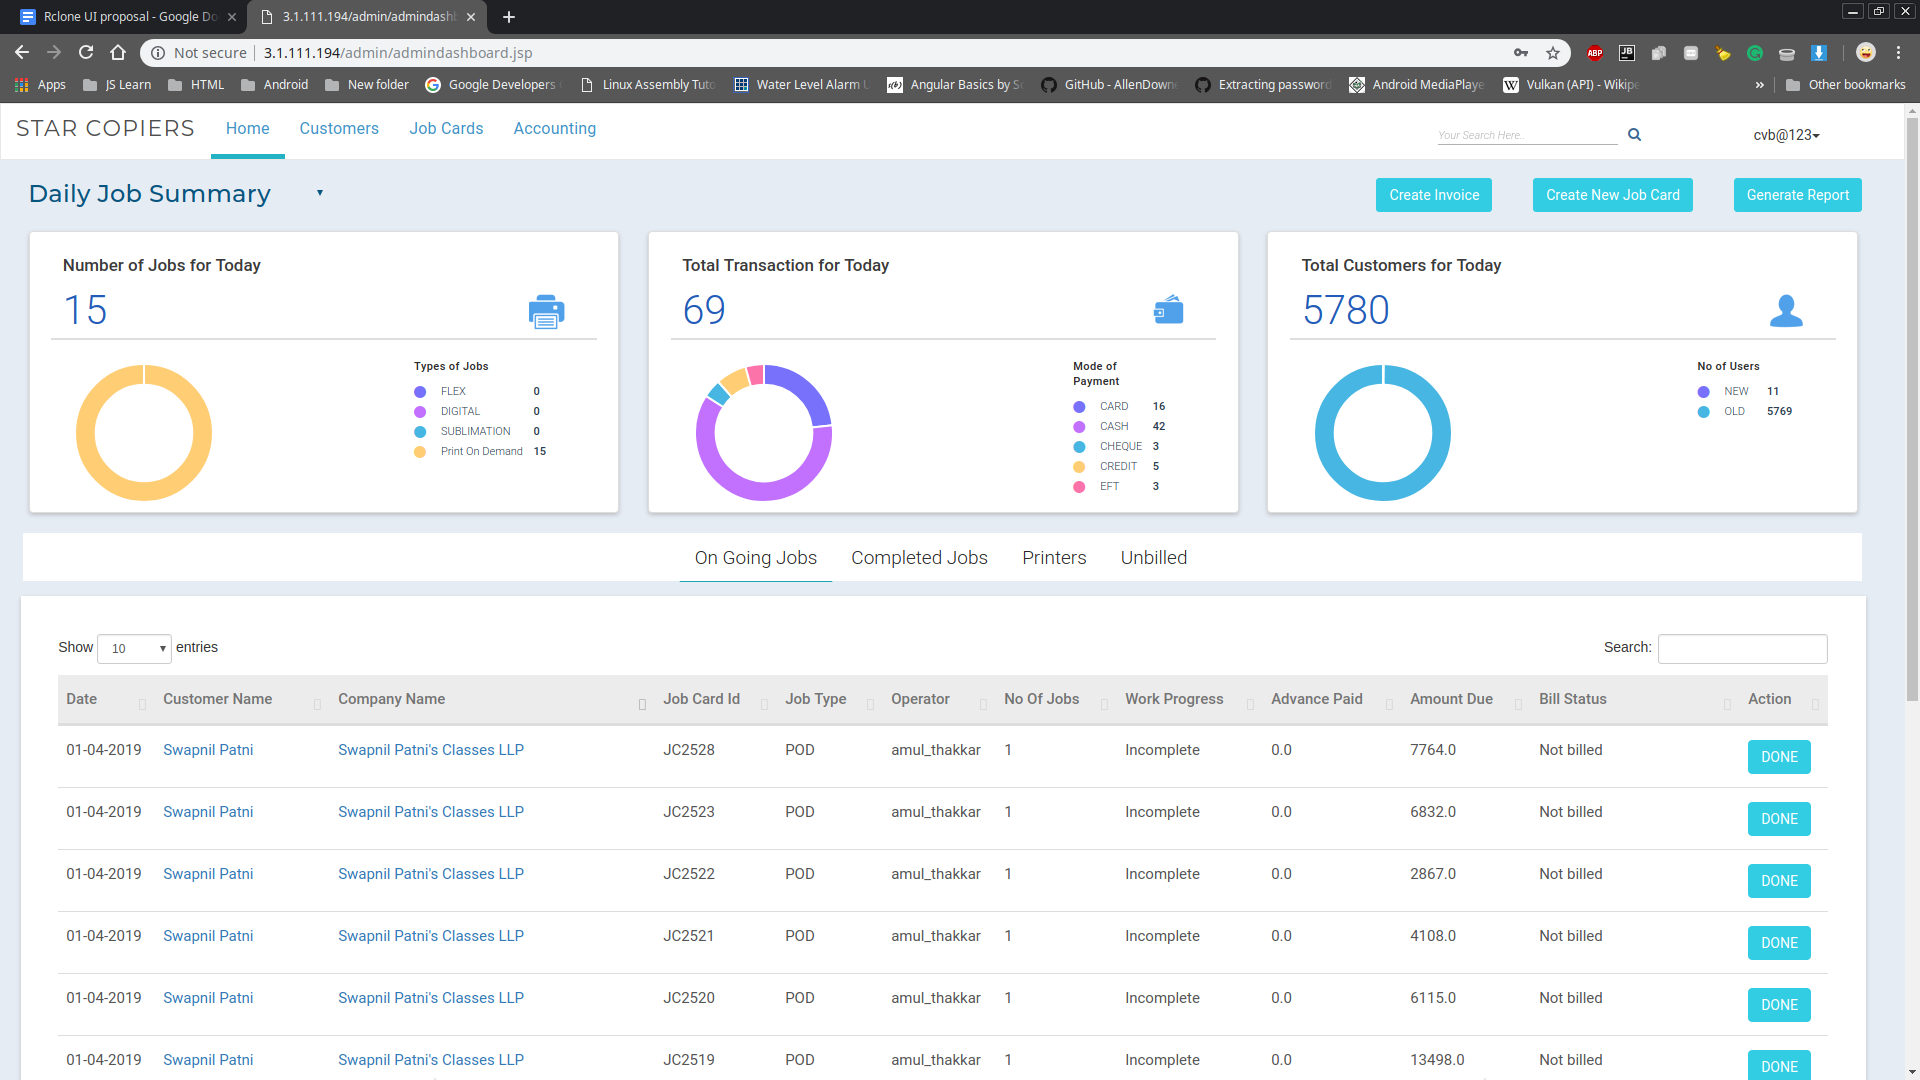 Rclone UI proposal - Google Do
3.1.111.194/admin/admindashb
Not secure 3.1.111.194/admin/admindashboard.jsp
ABP JB
Apps JS Learn HTML Android New folder Google Developers Linux Assembly Tuto Water Level Alarm U Angular Basics by Sc GitHub - AllenDowne Extracting password Android MediaPlaye Vulkan (API) - Wikipe » Other bookmarks
STAR COPIERS Home Customers Job Cards Accounting Your Search Here.. cvb@123
Daily Job Summary Create Invoice Create New Job Card Generate Report
Number of Jobs for Today
15
Types of Jobs
FLEX 0
DIGITAL 0
SUBLIMATION 0
Print On Demand 15
Total Transaction for Today
69
Mode of
Payment
CARD 16
CASH 42
CHEQUE 3
CREDIT 5
EFT 3
Total Customers for Today
5780
No of Users
NEW 11
OLD 5769
On Going Jobs Completed Jobs Printers Unbilled
Show 10 entries Search:
Date Customer Name Company Name Job Card Id Job Type Operator No Of Jobs Work Progress Advance Paid Amount Due Bill Status Action
01-04-2019 Swapnil Patni Swapnil Patni's Classes LLP JC2528 POD amul_thakkar 1 Incomplete 0.0 7764.0 Not billed DONE
01-04-2019 Swapnil Patni Swapnil Patni's Classes LLP JC2523 POD amul_thakkar 1 Incomplete 0.0 6832.0 Not billed DONE
01-04-2019 Swapnil Patni Swapnil Patni's Classes LLP JC2522 POD amul_thakkar 1 Incomplete 0.0 2867.0 Not billed DONE
01-04-2019 Swapnil Patni Swapnil Patni's Classes LLP JC2521 POD amul_thakkar 1 Incomplete 0.0 4108.0 Not billed DONE
01-04-2019 Swapnil Patni Swapnil Patni's Classes LLP JC2520 POD amul_thakkar 1 Incomplete 0.0 6115.0 Not billed DONE
01-04-2019 Swapnil Patni Swapnil Patni's Classes LLP JC2519 POD amul_thakkar 1 Incomplete 0.0 13498.0 Not billed DONE